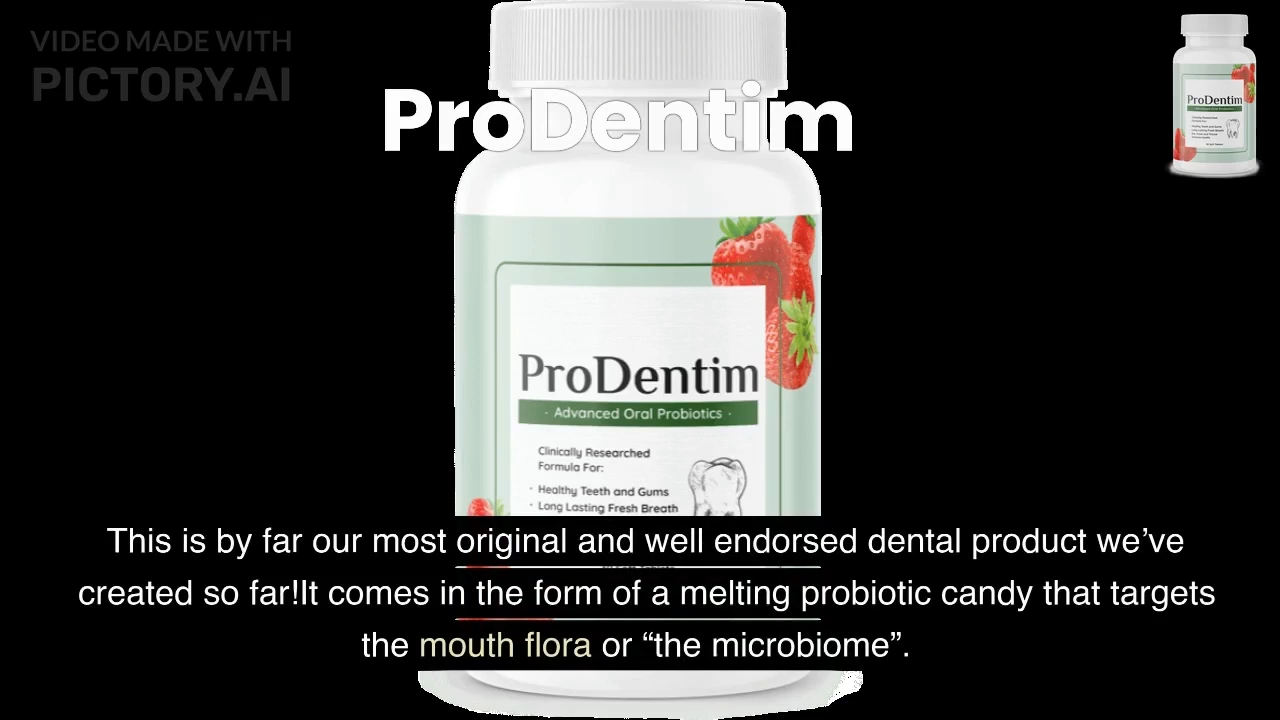 VIDEO MADE WITH
PICTORY.AI
ProDentim
ProDentim
· Advanced Oral Probiotics ·
Clinically Researched
Formula For:
· Healthy Teeth and Gums
· Long Lasting Fresh Breath
This is by far our most original and well endorsed dental product we’ve
created so far!It comes in the form of a melting probiotic candy that targets
the mouth flora or “the microbiome”.
ProDentim